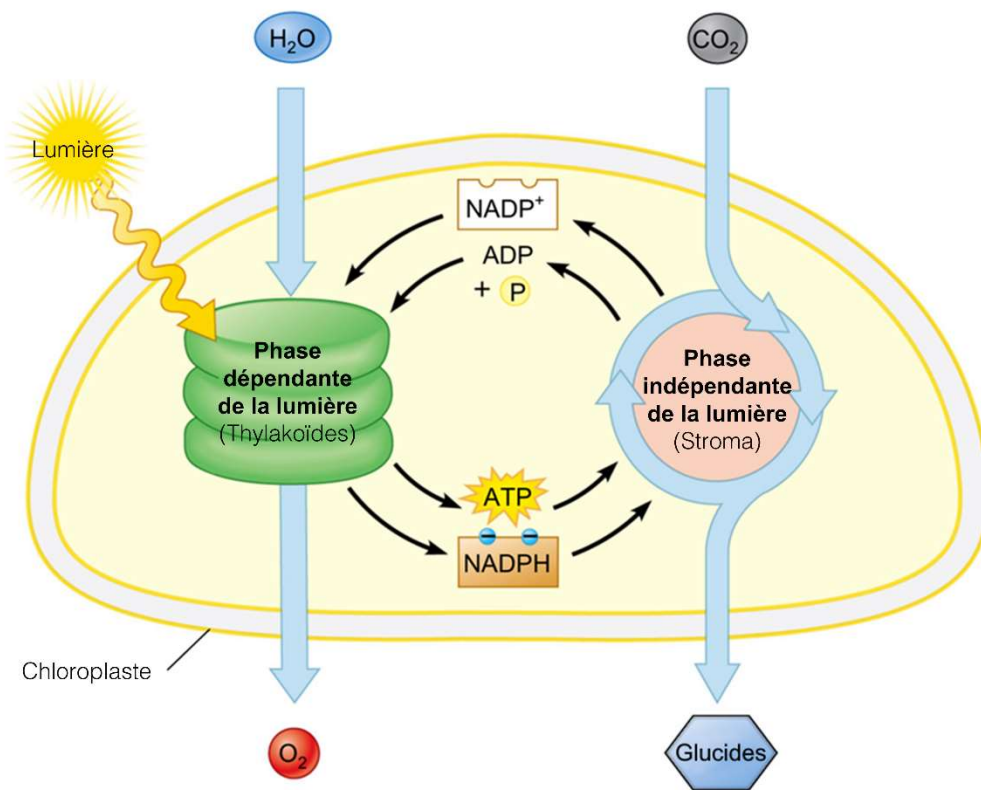 H₂O
CO₂
Lumière
NADP⁺
ADP
+ P
Phase
dépendante
de la lumière
(Thylakoïdes)
Phase
indépendante
de la lumière
(Stroma)
ATP
NADPH
Chloroplaste
O₂
Glucides